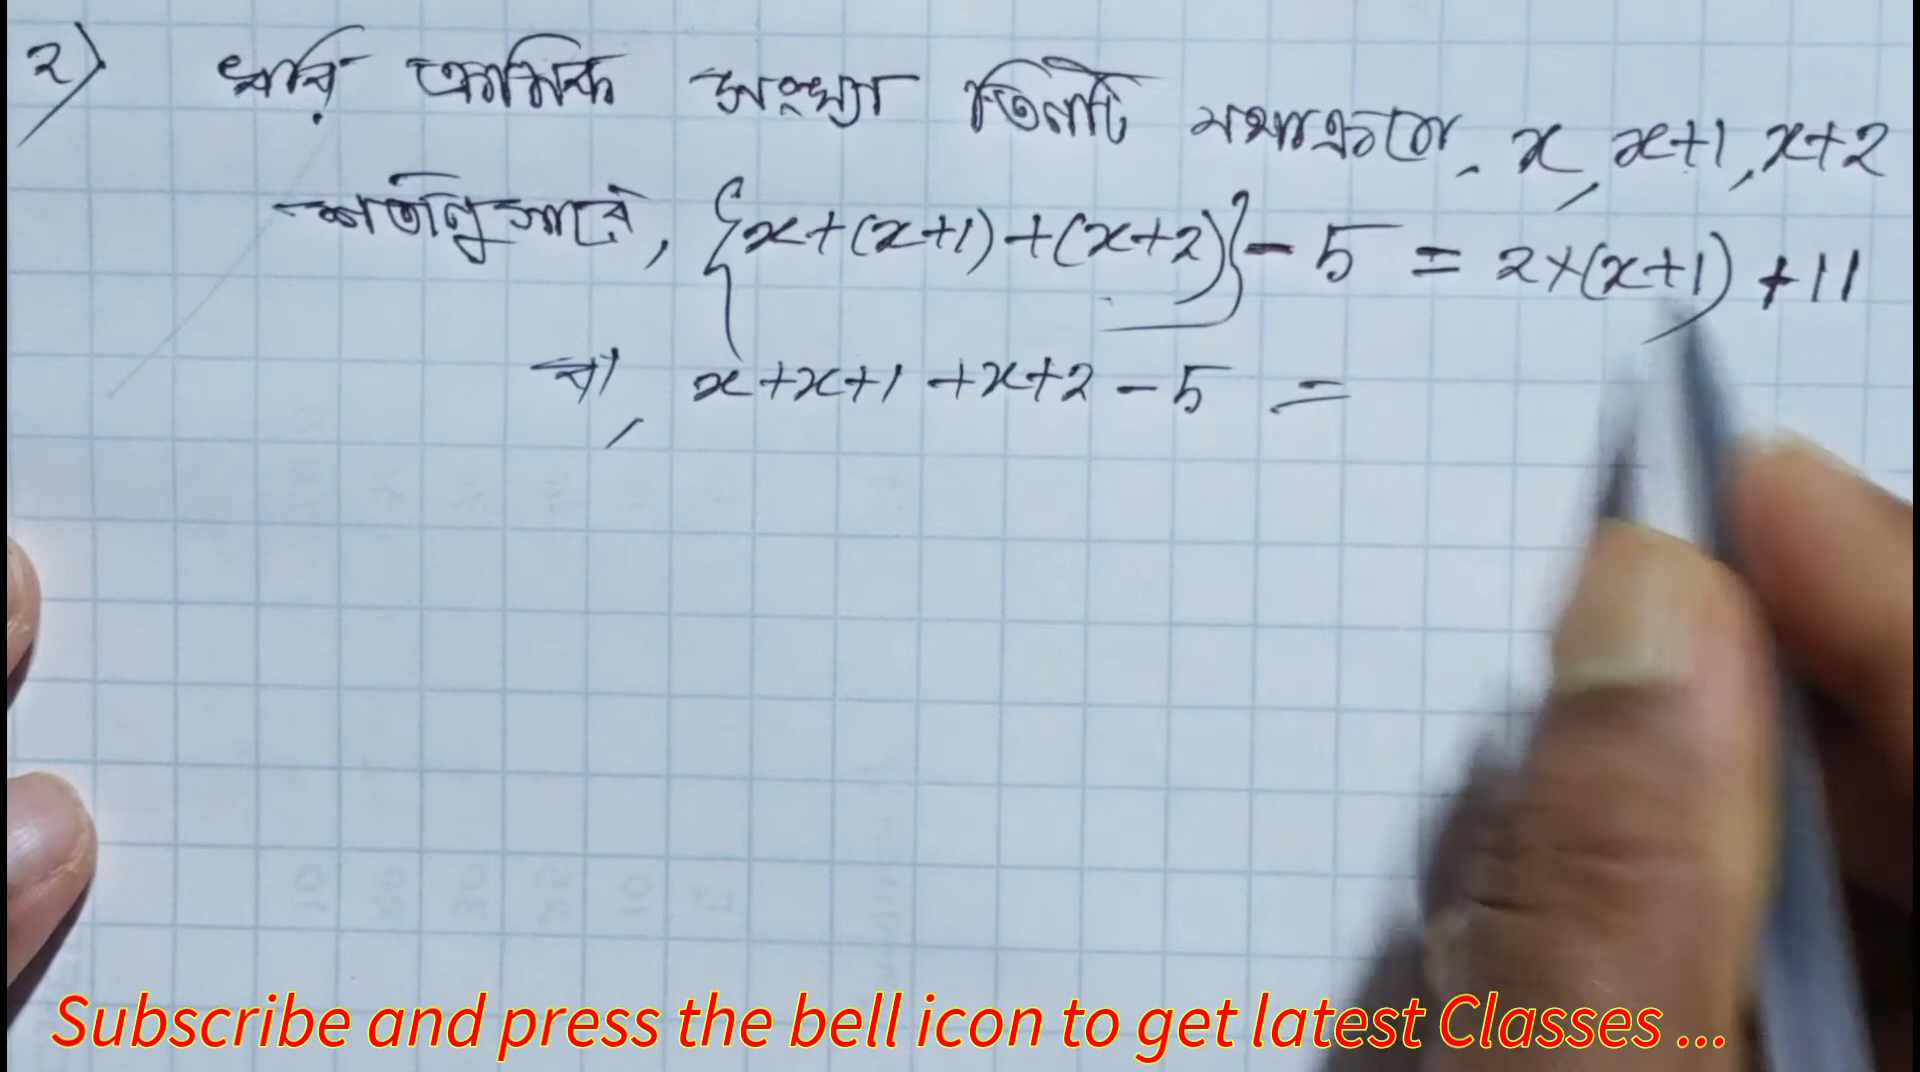 ২) ধরি ক্রমিক সংখ্যা তিনটি যথাক্রমে, x, x+1, x+2
শর্তানুসারে, {x+(x+1)+(x+2)} - 5 = 2×(x+1) + 11
বা, x+x+1+x+2-5 =
Subscribe and press the bell icon to get latest Classes ...